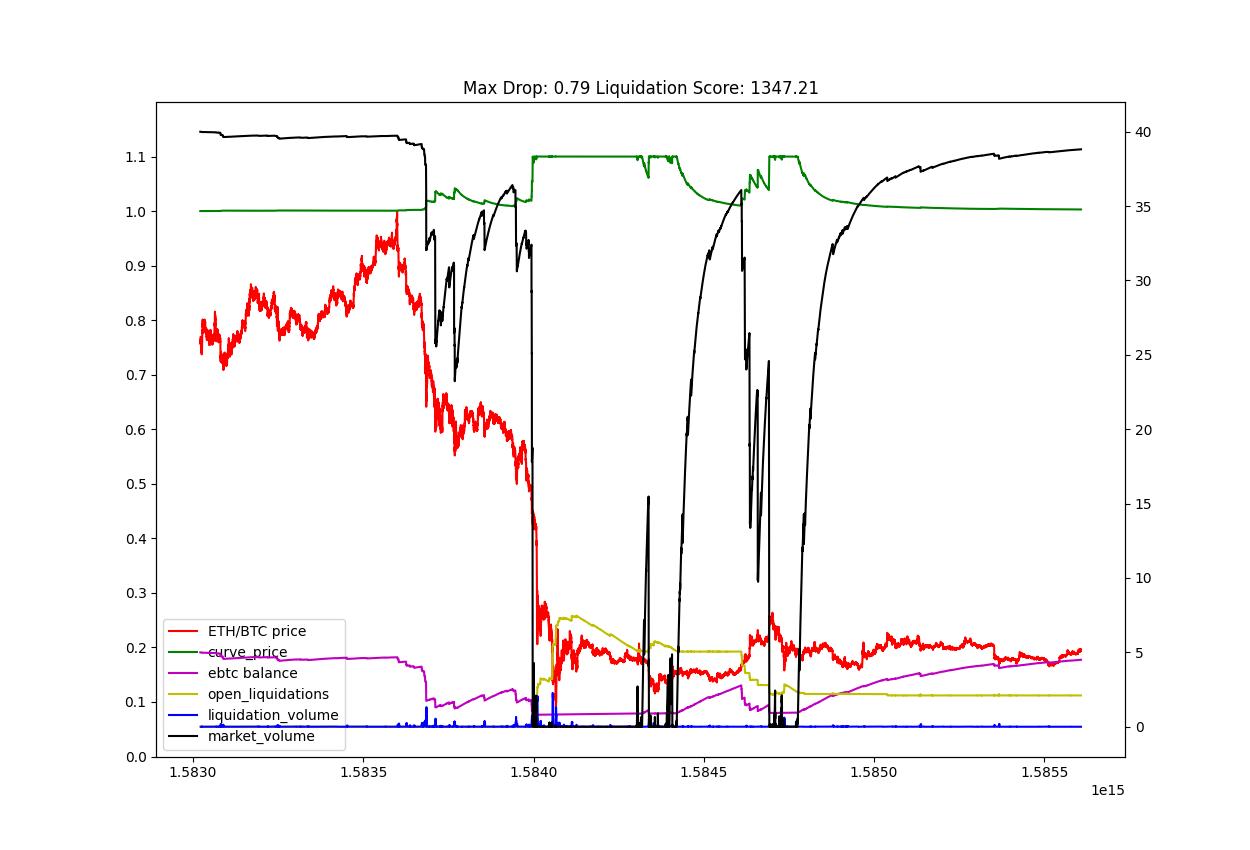 Max Drop: 0.79 Liquidation Score: 1347.21
1.1
1.0
0.9
0.8
0.7
0.6
0.5
0.4
0.3
0.2
0.1
0.0
40
35
30
25
20
15
10
5
0
ETH/BTC price
curve_price
ebtc balance
open_liquidations
liquidation_volume
market_volume
1.5830 1.5835 1.5840 1.5845 1.5850 1.5855
1e15